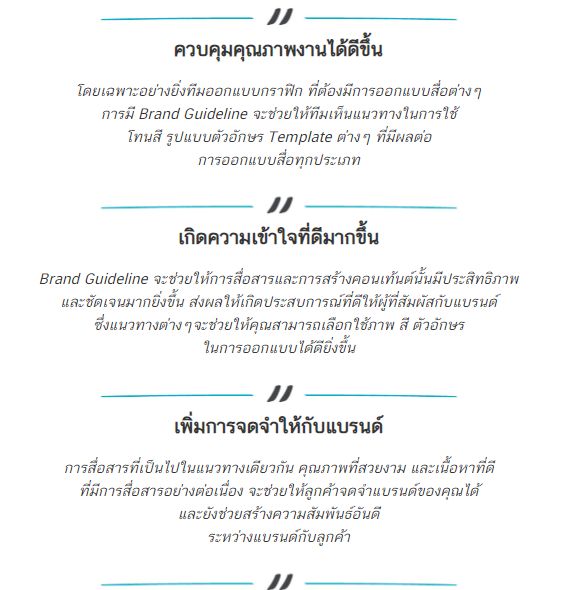 ควบคุมคุณภาพงานได้ดีขึ้น
โดยเฉพาะอย่างยิ่งทีมออกแบบกราฟิก ที่ต้องมีการออกแบบสื่อต่างๆ
การมี Brand Guideline จะช่วยให้ทีมเห็นแนวทางในการใช้
โทนสี รูปแบบตัวอักษร Template ต่างๆ ที่มีผลต่อ
การออกแบบสื่อทุกประเภท
เกิดความเข้าใจที่ดีมากขึ้น
Brand Guideline จะช่วยให้การสื่อสารและการสร้างคอนเท้นต์นั้นมีประสิทธิภาพ
และชัดเจนมากยิ่งขึ้น ส่งผลให้เกิดประสบการณ์ที่ดีให้ผู้ที่สัมผัสกับแบรนด์
ซึ่งแนวทางต่างๆจะช่วยให้คุณสามารถเลือกใช้ภาพ สี ตัวอักษร
ในการออกแบบได้ดียิ่งขึ้น
เพิ่มการจดจำให้กับแบรนด์
การสื่อสารที่เป็นไปในแนวทางเดียวกัน คุณภาพที่สวยงาม และเนื้อหาที่ดี
ที่มีการสื่อสารอย่างต่อเนื่อง จะช่วยให้ลูกค้าจดจำแบรนด์ของคุณได้
และยังช่วยสร้างความสัมพันธ์อันดี
ระหว่างแบรนด์กับลูกค้า